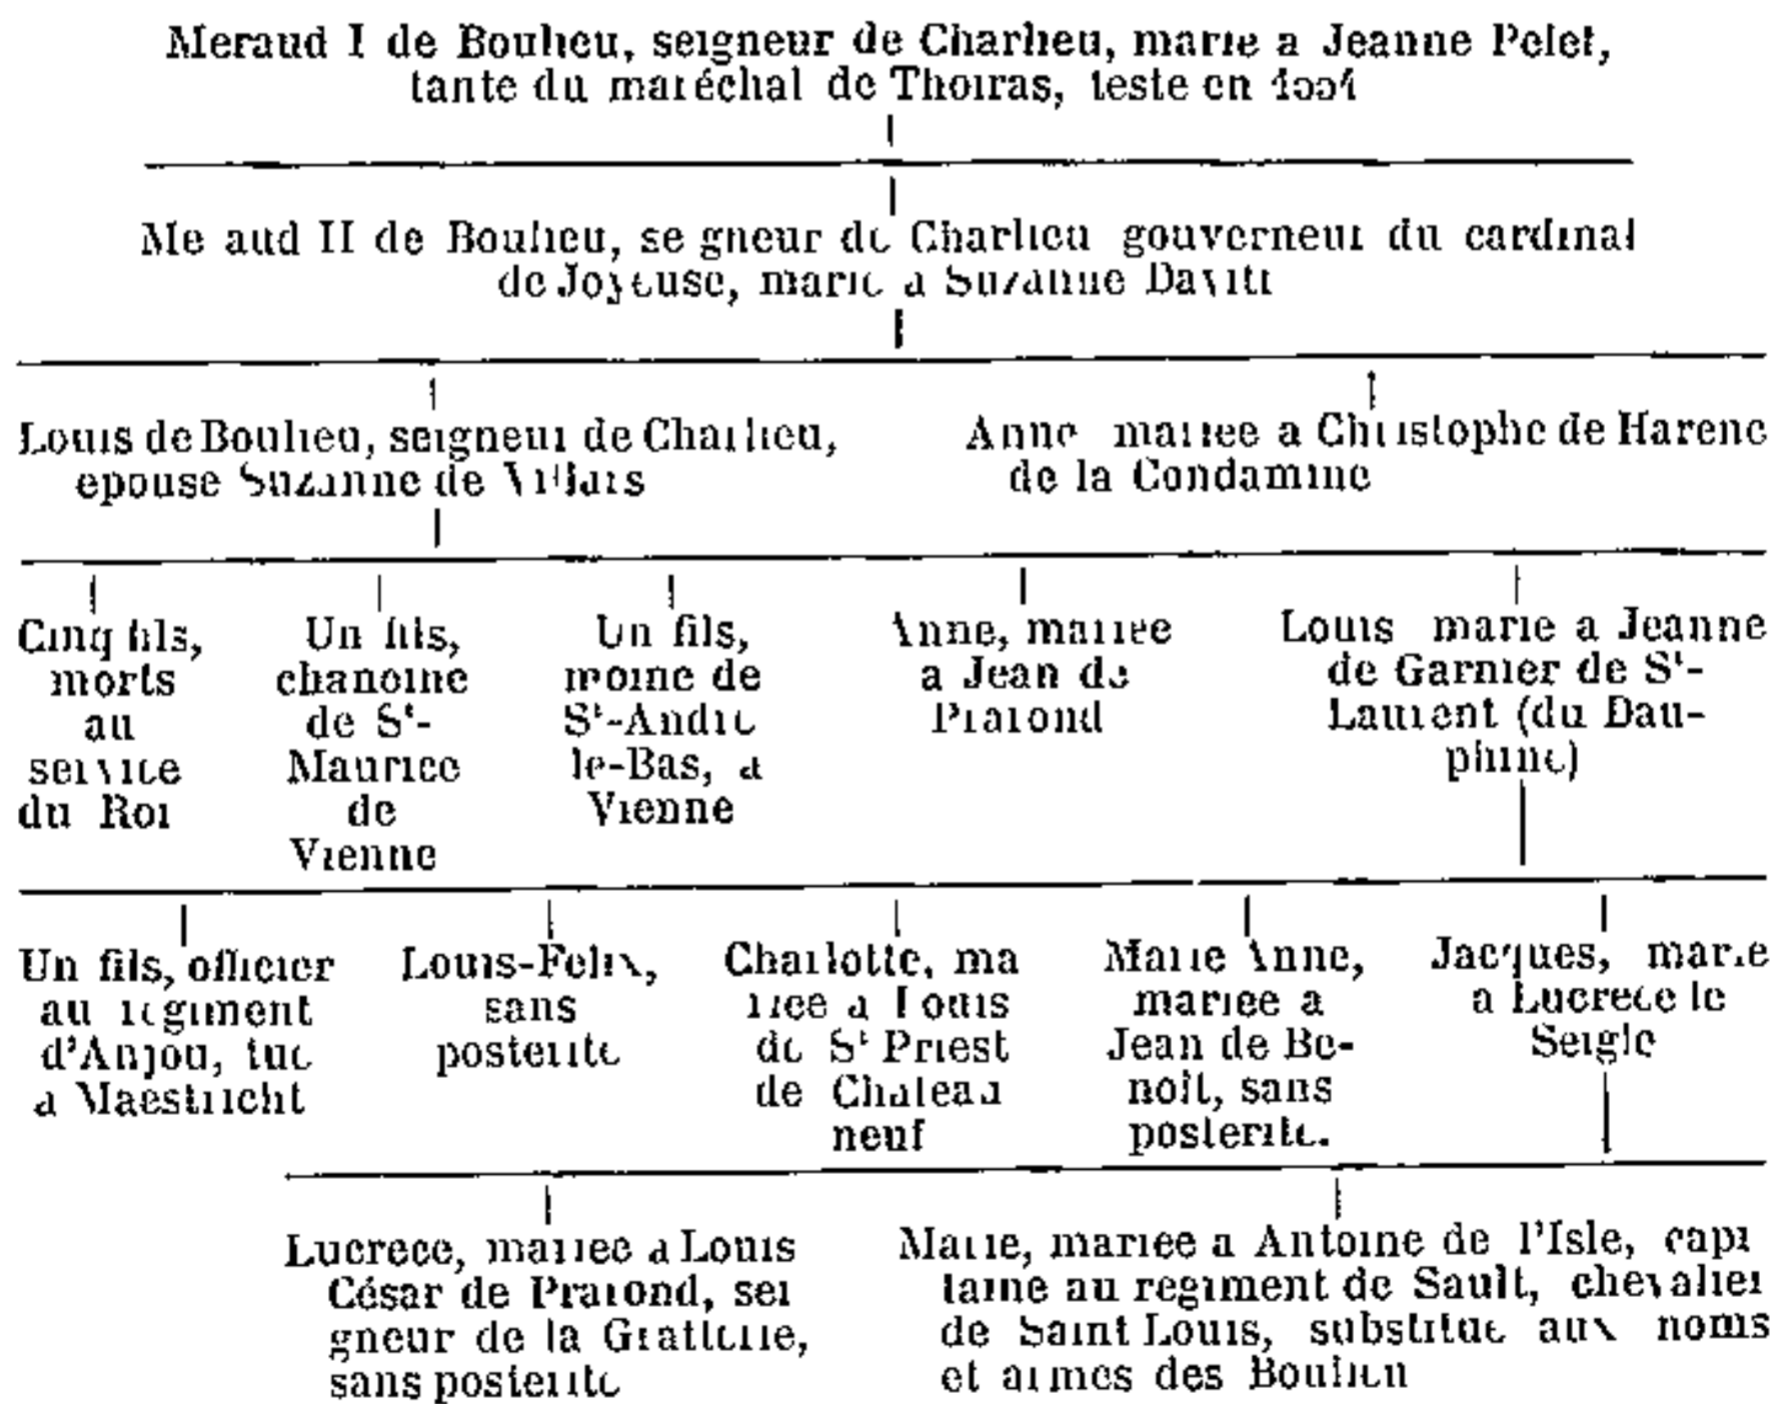 Meraud I de Boulieu, seigneur de Charlieu, marie a Jeanne Pelet,
tante du maréchal de Thoiras, teste en
Meraud II de Boulieu, seigneur de Charlieu gouverneur du cardinal
de Joyeuse, marie a Suzanne
Louis de Boulieu, seigneur de Charlieu,
epouse Suzanne de Villars
Anne mariee a Christophe de Harenc
de la Condamine
Cinq fils,
morts
au
service
du Roi
Un fils,
chanoine
de St-
Maurice
de
Vienne
Un fils,
moine de
St-Andre
le-Bas, a
Vienne
Anne, mariee
a Jean de
Prarond
Louis marie a Jeanne
de Garnier de St-
Laurent (du Dau-
phine)
Un fils, officier
au regiment
d'Anjou, tue
a Maestricht
Louis-Felix,
sans
posterite
Charlotte, ma
riee a Louis
de St Priest
de Chateau
neuf
Marie Anne,
mariee a
Jean de Be-
noit, sans
posterite.
Jacques, marie
a Lucrece le
Seigle
Lucrece, mariee a Louis
César de Prarond, sei
gneur de la
sans posterite
Marie, mariee a Antoine de l'Isle, capi
taine au regiment de Sault, chevalier
de Saint Louis, substitue aux noms
et armes des Boulieu